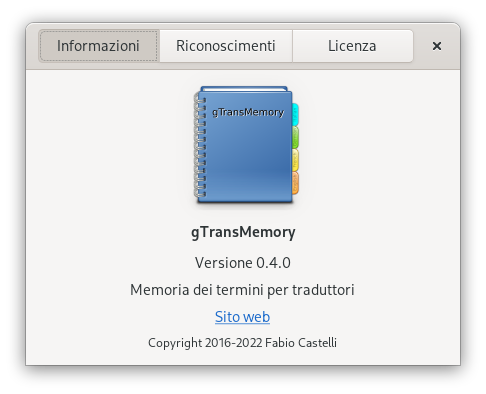 Informazioni Riconoscimenti Licenza
gTransMemory
gTransMemory
Versione 0.4.0
Memoria dei termini per traduttori
Sito web
Copyright 2016-2022 Fabio Castelli